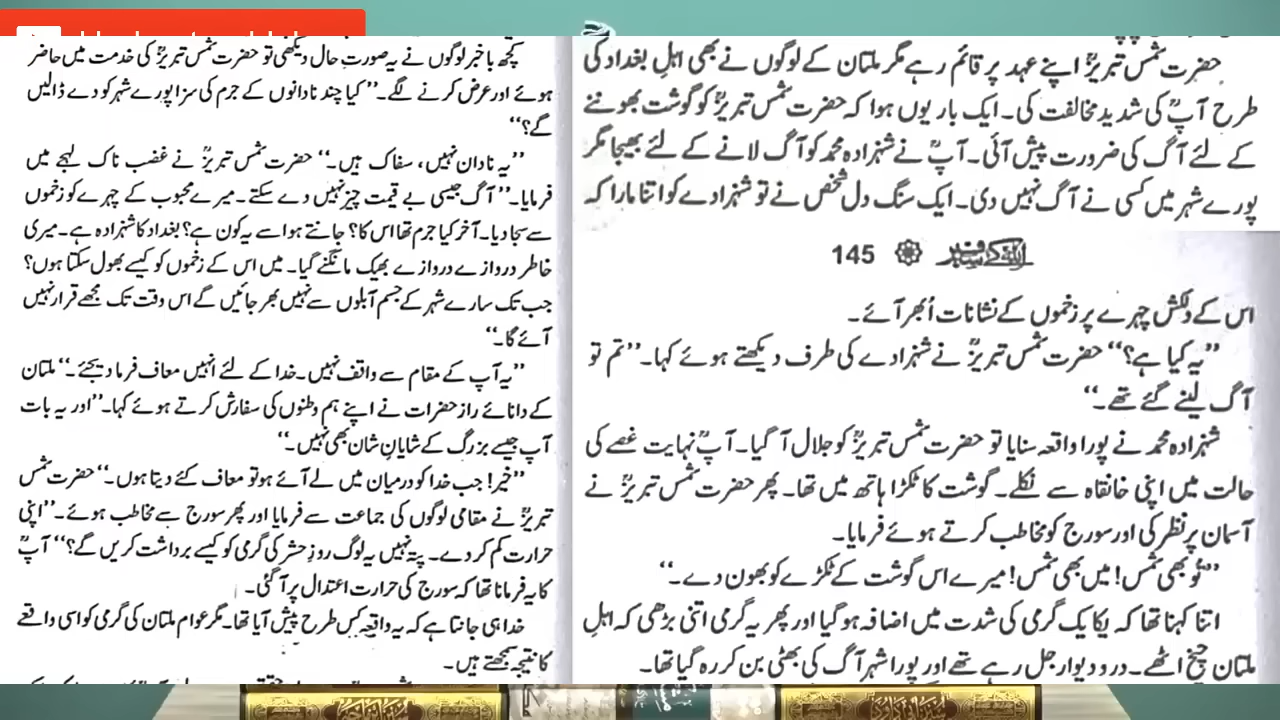 حضرت شمس تبریزؒ اپنے عہد پر قائم رہے مگر ملتان کے لوگوں نے بھی اہلِ بغداد کی
طرح آپؒ کی شدید مخالفت کی۔ ایک بار یوں ہوا کہ حضرت شمس تبریزؒ کو گوشت بھوننے
کے لئے آگ کی ضرورت پیش آئی۔ آپؒ نے شہزادہ محمد کو آگ لانے کے لئے بھیجا مگر
پورے شہر میں کسی نے آگ نہیں دی۔ ایک سنگ دل شخص نے تو شہزادے کو اتنا مارا کہ
اللہ کے سفیر 145
اس کے دلکش چہرے پر زخموں کے نشانات اُبھر آئے۔
’’یہ کیا ہے؟‘‘ حضرت شمس تبریزؒ نے شہزادے کی طرف دیکھتے ہوئے کہا۔ ’’تم تو
آگ لینے گئے تھے۔‘‘
شہزادہ محمد نے پورا واقعہ سنایا تو حضرت شمس تبریزؒ کو جلال آ گیا۔ آپؒ نہایت غصے کی
حالت میں اپنی خانقاہ سے نکلے۔ گوشت کا ٹکڑا ہاتھ میں تھا۔ پھر حضرت شمس تبریزؒ نے
آسمان پر نظر کی اور سورج کو مخاطب کرتے ہوئے فرمایا۔
’’تُو بھی شمس! میں بھی شمس! میرے اس گوشت کے ٹکڑے کو بھون دے۔‘‘
اتنا کہنا تھا کہ یکایک گرمی کی شدت میں اضافہ ہو گیا اور پھر یہ گرمی اتنی بڑھی کہ اہلِ
ملتان چیخ اٹھے۔ در و دیوار جل رہے تھے اور پورا شہر آگ کی بھٹی بن کر رہ گیا تھا۔
کچھ باخبر لوگوں نے یہ صورتِ حال دیکھی تو حضرت شمس تبریزؒ کی خدمت میں حاضر
ہوئے اور عرض کرنے لگے۔ ’’کیا چند نادانوں کے جرم کی سزا پورے شہر کو دے ڈالیں
گے؟‘‘
’’یہ نادان نہیں، سفاک ہیں۔‘‘ حضرت شمس تبریزؒ نے غضب ناک لہجے میں
فرمایا۔ ’’آگ جیسی بے قیمت چیز نہیں دے سکتے۔ میرے محبوب کے چہرے کو زخموں
سے سجا دیا۔ آخر کیا جرم تھا اس کا؟ جانتے ہو اسے یہ کون ہے؟ بغداد کا شہزادہ ہے۔ میری
خاطر دروازے دروازے بھیک مانگنے گیا۔ میں اس کے زخموں کو کیسے بھول سکتا ہوں؟
جب تک سارے شہر کے جسم آبلوں سے نہیں بھر جائیں گے اس وقت تک مجھے قرار نہیں
آئے گا۔‘‘
’’یہ آپ کے مقام سے واقف نہیں۔ خدا کے لئے انہیں معاف فرما دیجئے۔‘‘ ملتان
کے دانائے راز حضرات نے اپنے ہم وطنوں کی سفارش کرتے ہوئے کہا۔ ’’اور یہ بات
آپ جیسے بزرگ کے شایانِ شان بھی نہیں۔‘‘
’’خیر! جب خدا کو درمیان میں لے آئے ہو تو معاف کئے دیتا ہوں۔‘‘ حضرت شمس
تبریزؒ نے مقامی لوگوں کی جماعت سے فرمایا اور پھر سورج سے مخاطب ہوئے۔ ’’اپنی
حرارت کم کر دے۔ پتہ نہیں یہ لوگ روزِ حشر کی گرمی کو کیسے برداشت کریں گے؟‘‘ آپؒ
کا یہ فرمانا تھا کہ سورج کی حرارت اعتدال پر آ گئی۔
خدا ہی جانتا ہے کہ یہ واقعہ کس طرح پیش آیا تھا۔ مگر عوام ملتان کی گرمی کو اسی واقعے
کا نتیجہ سمجھتے ہیں۔